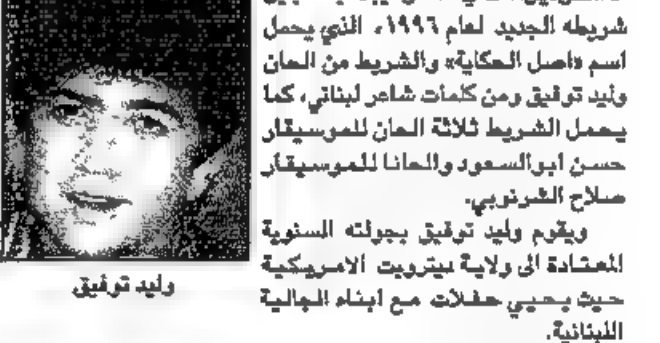 شريطه الجديد لعام ١٩٩٦، الذي يحمل
اسم «اصل الحكاية» والشريط من الحان
وليد توفيق ومن كلمات شاعر لبناني، كما
يحمل الشريط ثلاثة الحان للموسيقار
حسن ابوالسعود والحانا للموسيقار
صلاح الشرنوبي.
ويقوم وليد توفيق بجولته السنوية
المعتادة الى ولاية ديترويت الامريكية
حيث يحيي حفلات مع ابناء الجالية
اللبنانية.
وليد توفيق